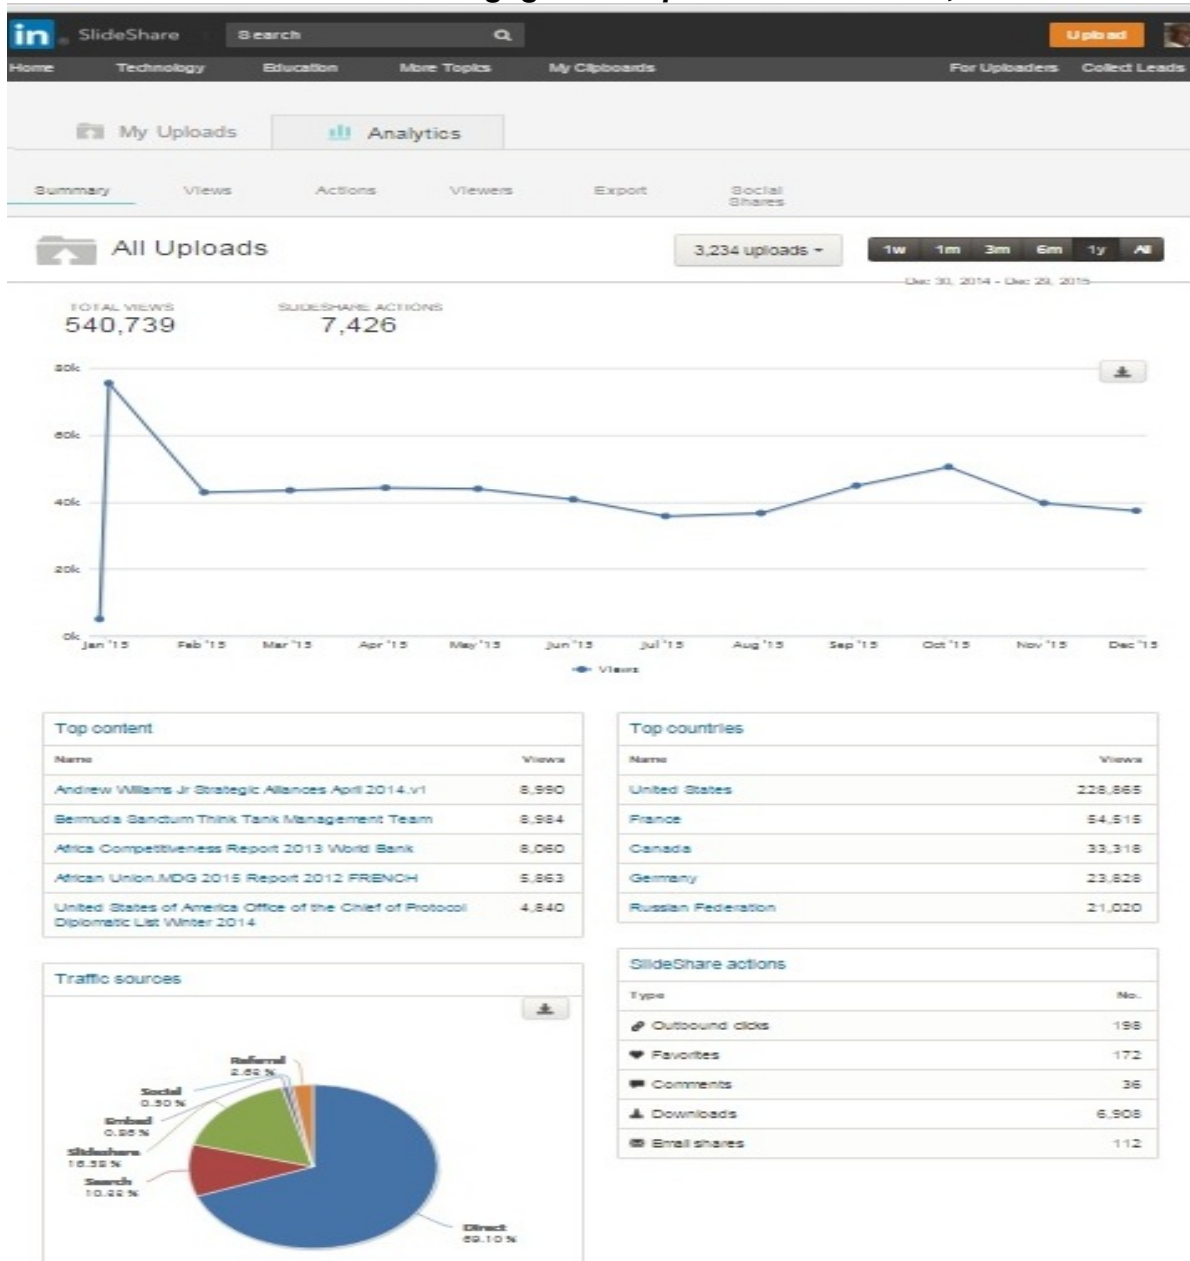 in SlideShare Search Upload
Home Technology Education More Topics My Clipboards For Uploaders Collect Leads
My Uploads Analytics
Summary Views Actions Viewers Export Social Shares
All Uploads 3,234 uploads 1w 1m 3m 6m 1y All
Dec 30, 2014 - Dec 29, 2015
TOTAL VIEWS SLIDESHARE ACTIONS
540,739 7,426
80k
60k
40k
20k
0k
Jan '15 Feb '15 Mar '15 Apr '15 May '15 Jun '15 Jul '15 Aug '15 Sep '15 Oct '15 Nov '15 Dec '15
Views
Top content
Name Views
Andrew Williams Jr Strategic Alliances April 2014.v1 8,990
Bermuda Sanctum Think Tank Management Team 8,984
Africa Competitiveness Report 2013 World Bank 8,060
African Union.MDG 2015 Report 2012 FRENCH 5,863
United States of America Office of the Chief of Protocol 4,840
Diplomatic List Winter 2014
Top countries
Name Views
United States 228,865
France 54,515
Canada 33,318
Germany 23,828
Russian Federation 21,020
Traffic sources
Referral
Social
Embed
Slideshare
Search
Direct
69.10 %
SlideShare actions
Type No.
Outbound clicks 198
Favorites 172
Comments 36
Downloads 6,908
Email shares 112